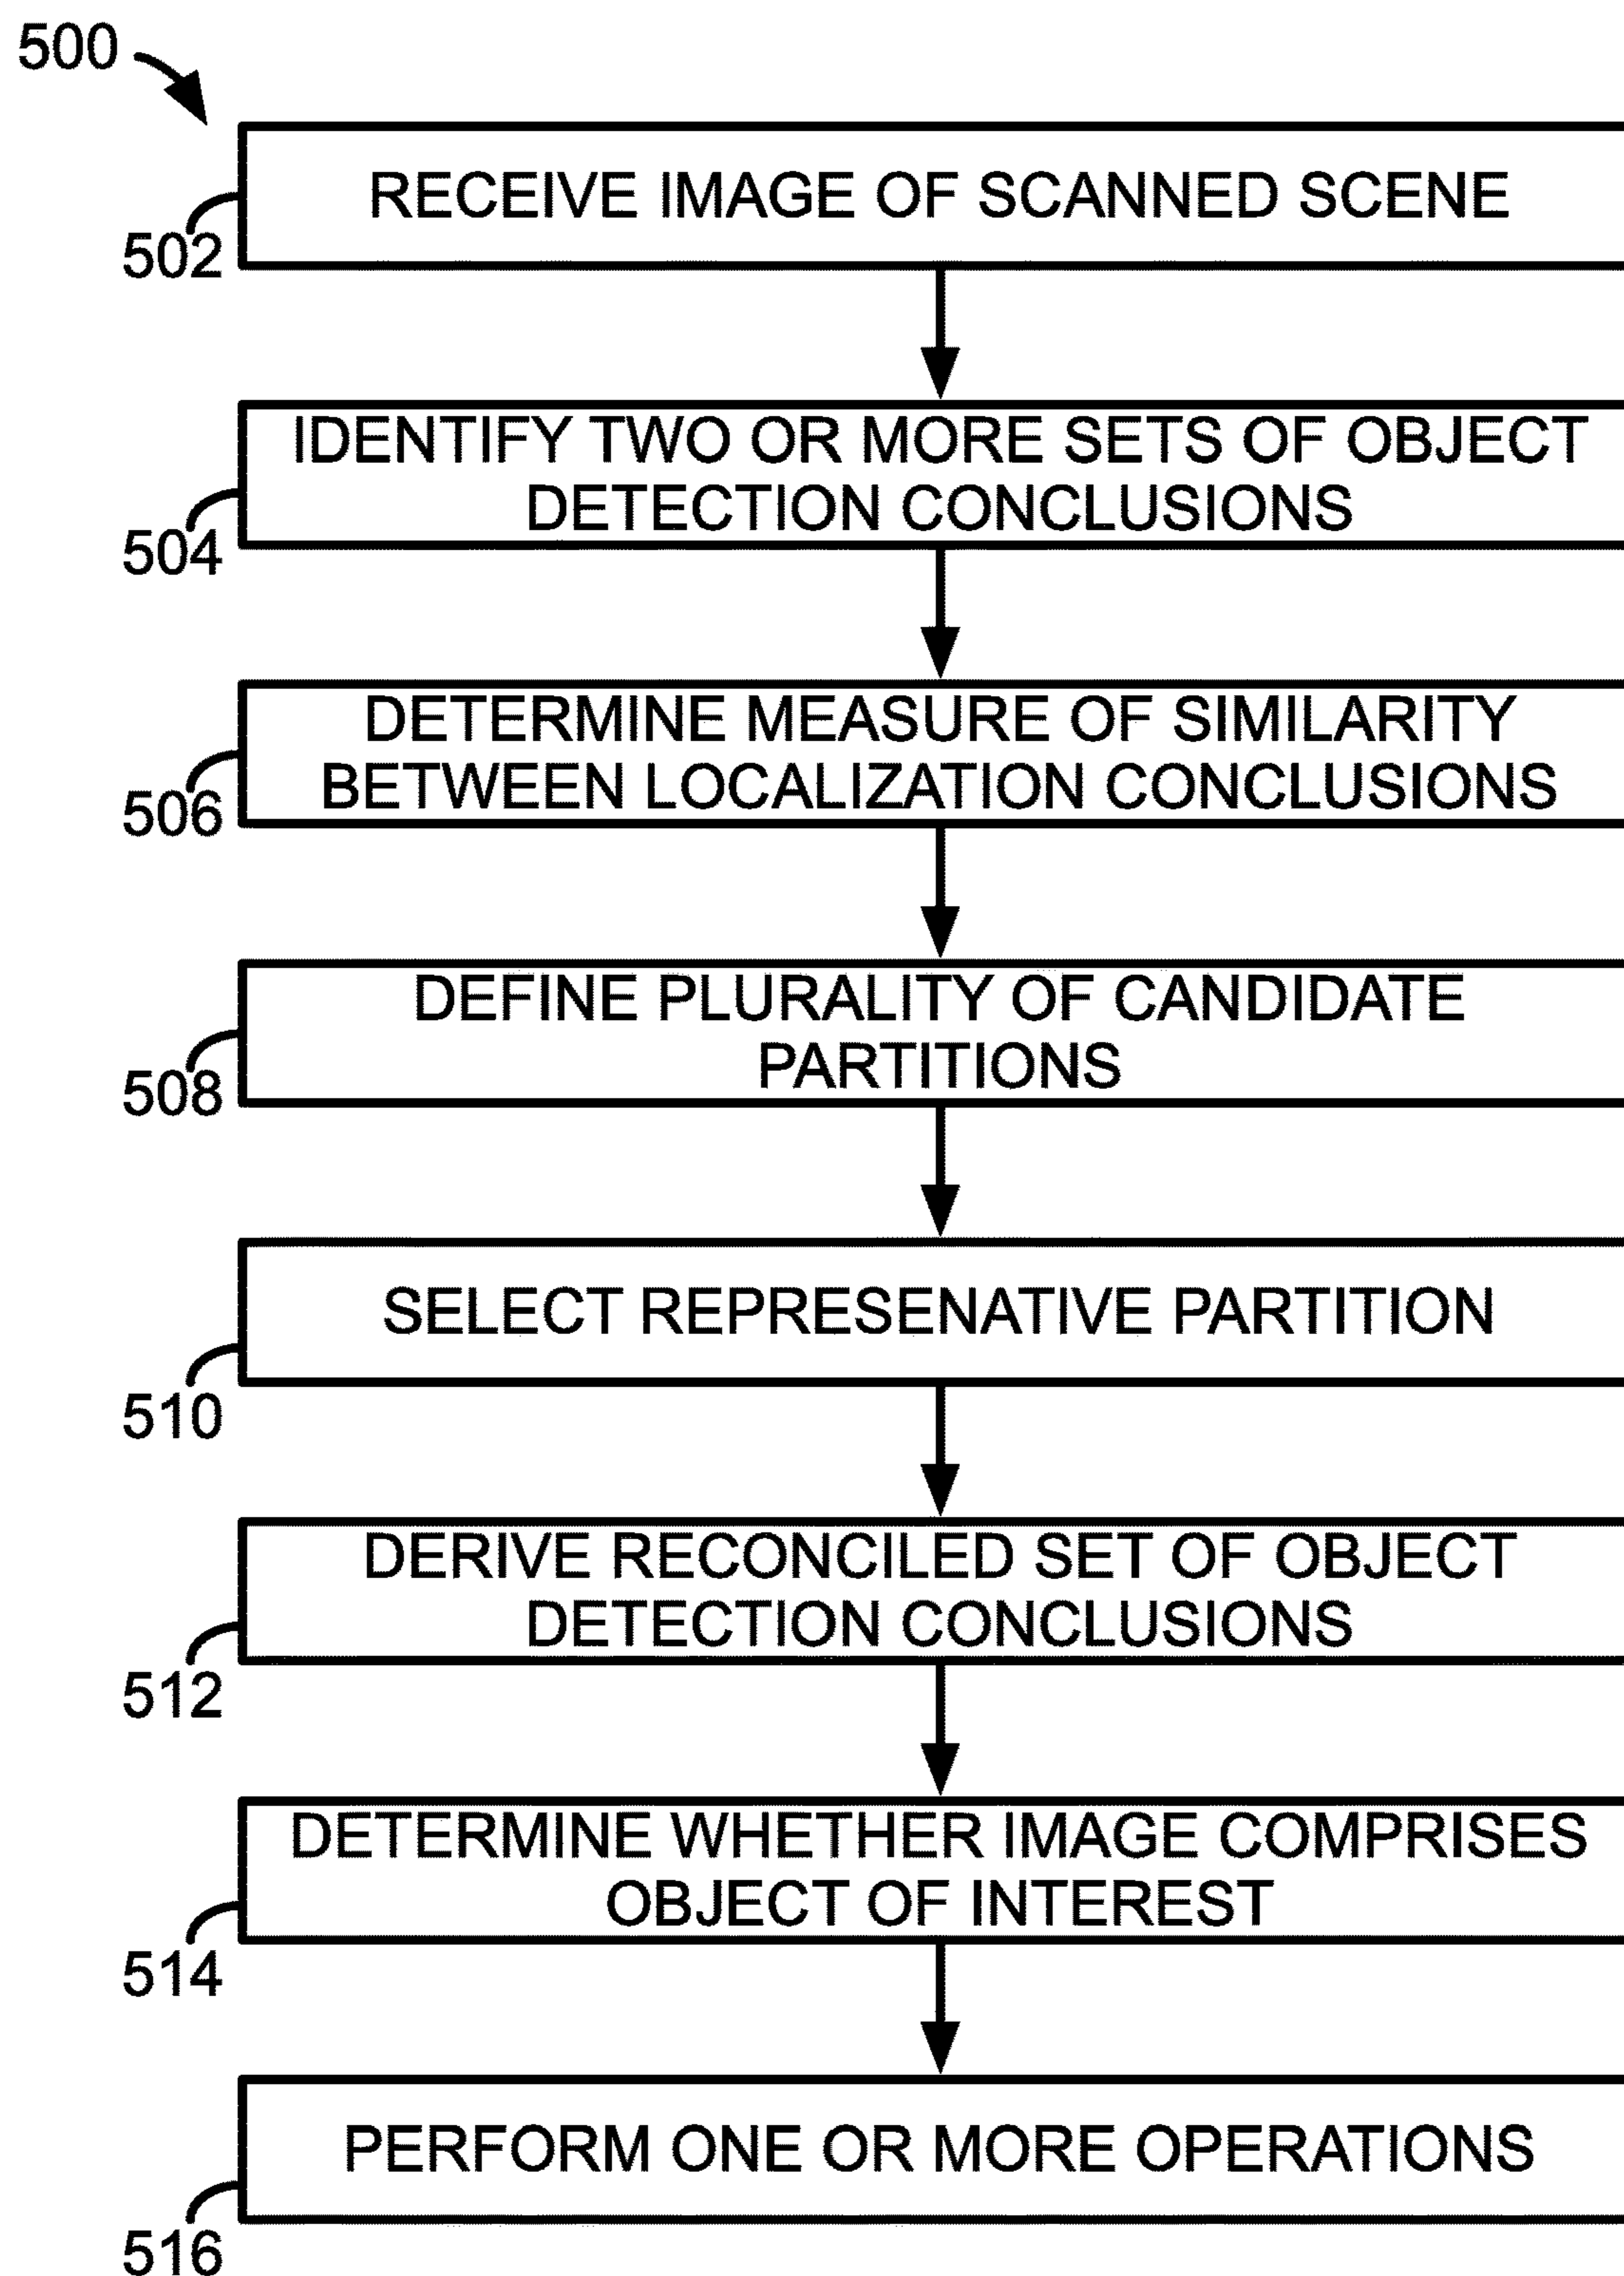 500
RECEIVE IMAGE OF SCANNED SCENE
502
IDENTIFY TWO OR MORE SETS OF OBJECT
DETECTION CONCLUSIONS
504
DETERMINE MEASURE OF SIMILARITY
BETWEEN LOCALIZATION CONCLUSIONS
506
DEFINE PLURALITY OF CANDIDATE
PARTITIONS
508
SELECT REPRESENATIVE PARTITION
510
DERIVE RECONCILED SET OF OBJECT
DETECTION CONCLUSIONS
512
DETERMINE WHETHER IMAGE COMPRISES
OBJECT OF INTEREST
514
PERFORM ONE OR MORE OPERATIONS
516